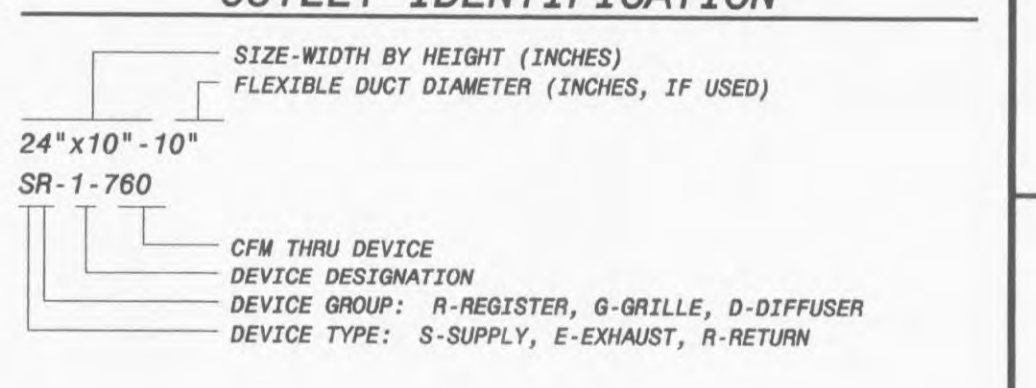 OUTLET IDENTIFICATION
SIZE-WIDTH BY HEIGHT (INCHES)
FLEXIBLE DUCT DIAMETER (INCHES, IF USED)
24"x10"-10"
SR-1-760
CFM THRU DEVICE
DEVICE DESIGNATION
DEVICE GROUP: R-REGISTER, G-GRILLE, D-DIFFUSER
DEVICE TYPE: S-SUPPLY, E-EXHAUST, R-RETURN